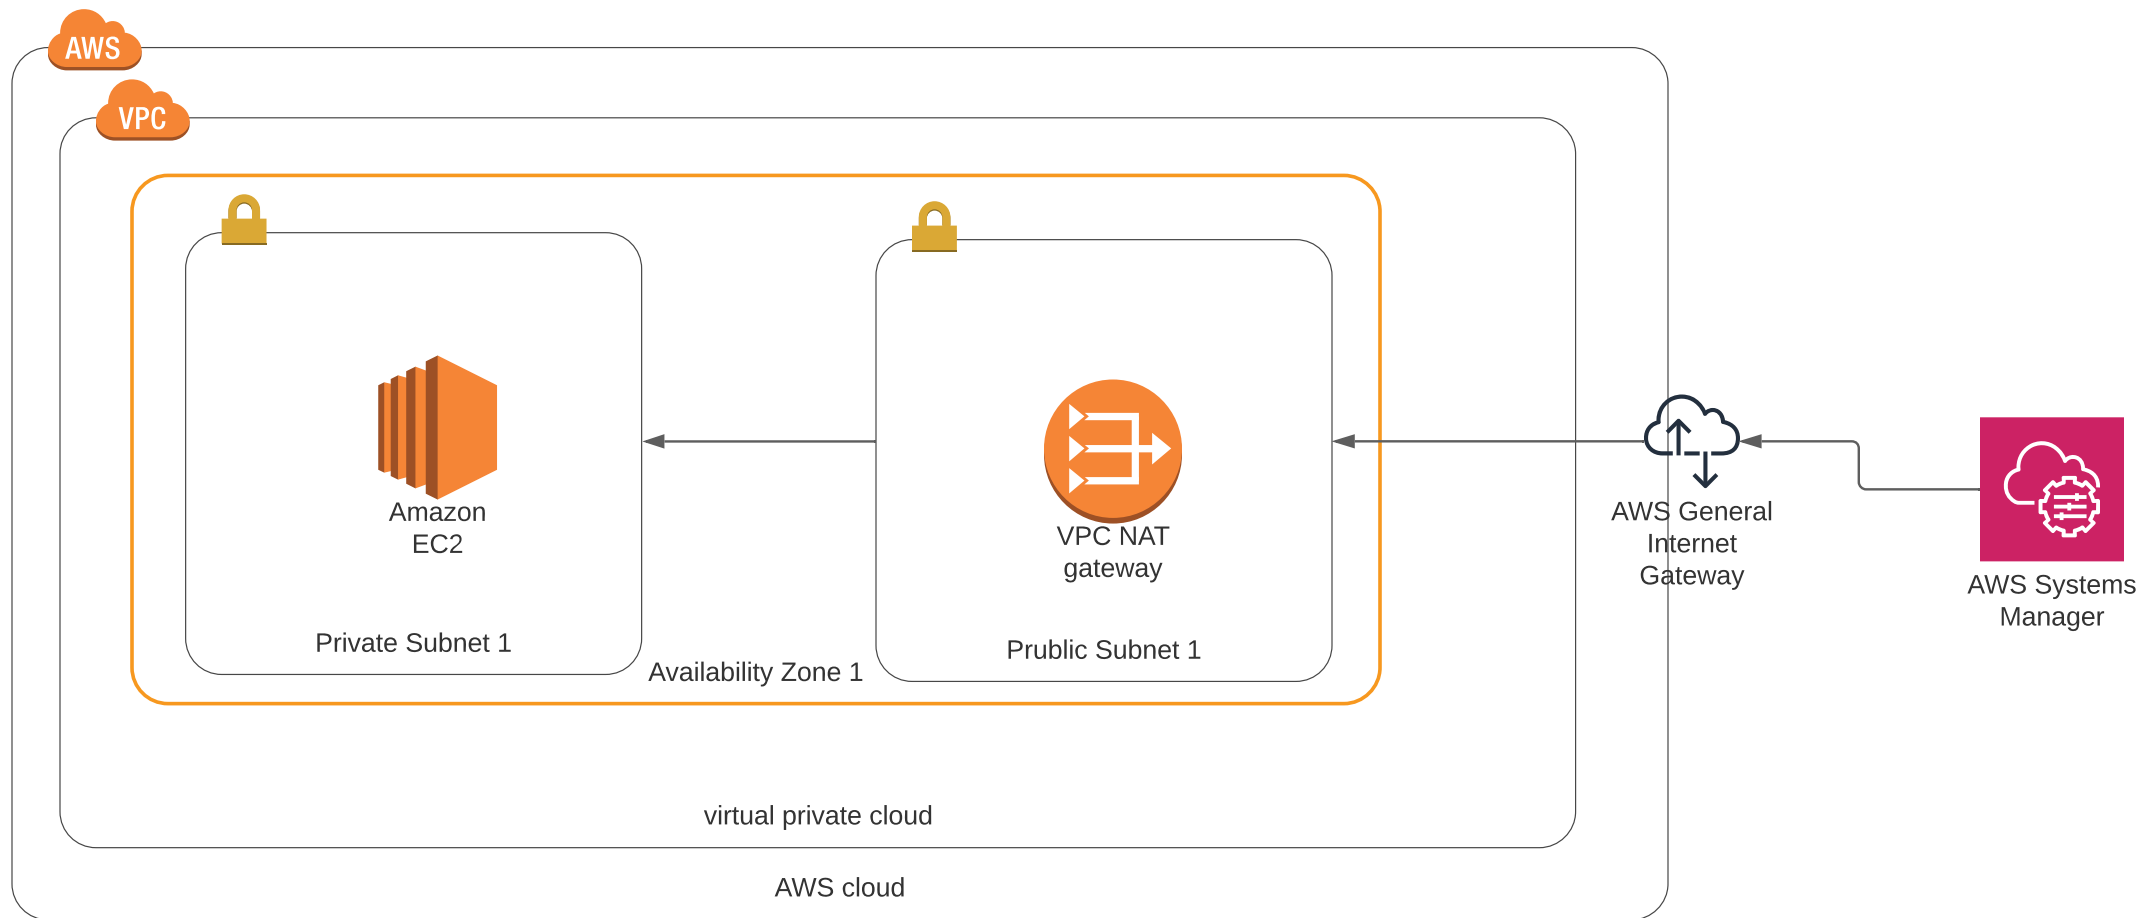 AWS
VPC
Amazon
EC2
Private Subnet 1
Availability Zone 1
VPC NAT
gateway
Prublic Subnet 1
virtual private cloud
AWS cloud
AWS General
Internet
Gateway
AWS Systems
Manager